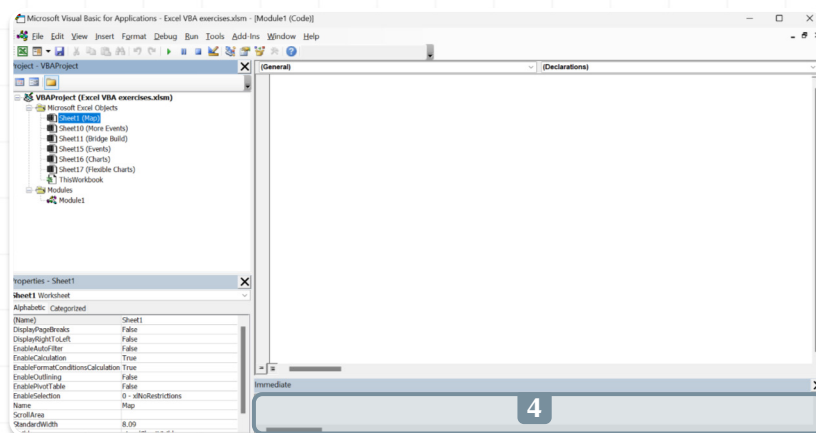 Microsoft Visual Basic for Applications - Excel VBA exercises.xlsm - [Module1 (Code)]
File Edit View Insert Format Debug Run Tools Add-Ins Window Help
roject - VBAProject
(General)
(Declarations)
VBAProject (Excel VBA exercises.xlsm)
Microsoft Excel Objects
Sheet1 (Map)
Sheet10 (More Events)
Sheet11 (Bridge Build)
Sheet15 (Events)
Sheet16 (Charts)
Sheet17 (Flexible Charts)
ThisWorkbook
Modules
Module1
roperties - Sheet1
Sheet1 Worksheet
Alphabetic Categorized
(Name) Sheet1
DisplayPageBreaks False
DisplayRightToLeft False
EnableAutoFilter False
EnableCalculation True
EnableFormatConditionsCalculation True
EnableOutlining False
EnablePivotTable False
EnableSelection 0 - xlNoRestrictions
Name Map
ScrollArea
StandardWidth 8.09
Immediate
4